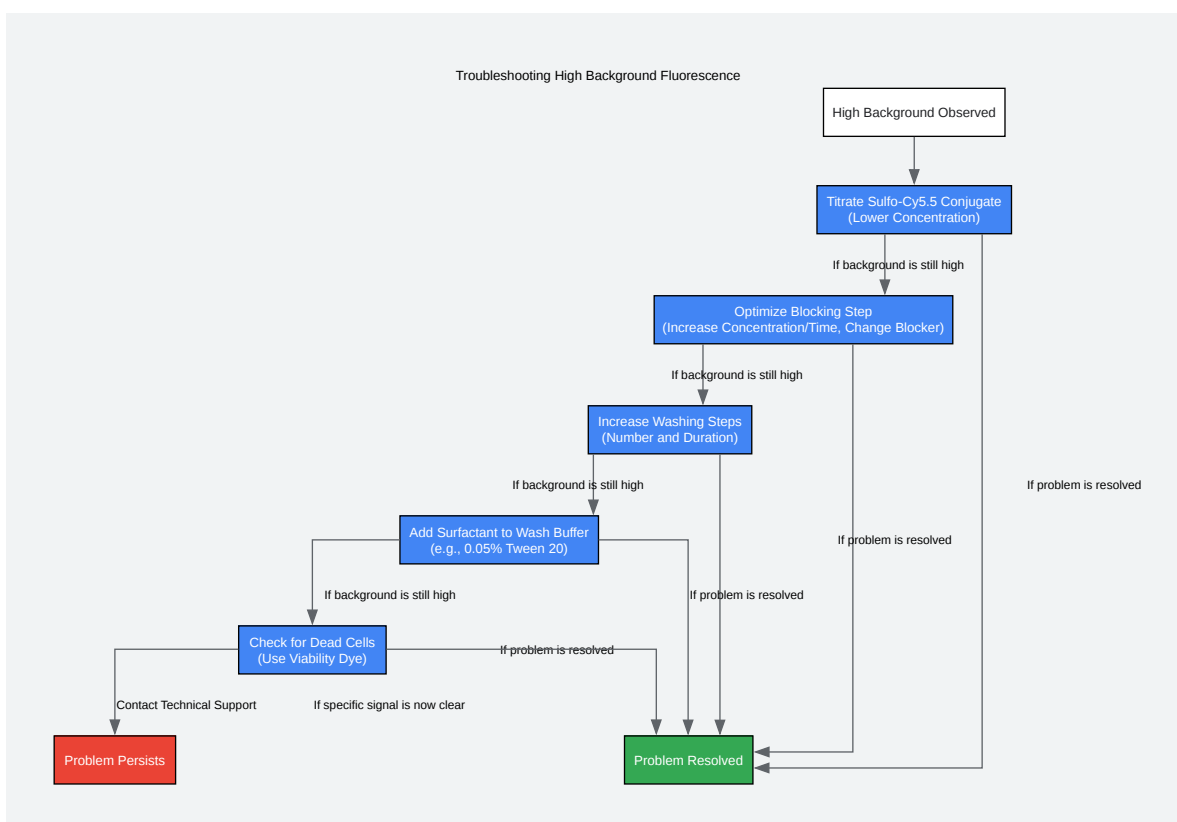 Troubleshooting High Background Fluorescence
High Background Observed
Titrate Sulfo-Cy5.5 Conjugate
(Lower Concentration)
If background is still high
Optimize Blocking Step
(Increase Concentration/Time, Change Blocker)
If background is still high
Increase Washing Steps
(Number and Duration)
If background is still high
If problem is resolved
Add Surfactant to Wash Buffer
(e.g., 0.05% Tween 20)
If problem is resolved
If background is still high
If problem is resolved
Check for Dead Cells
(Use Viability Dye)
If problem is resolved
Contact Technical Support
If specific signal is now clear
Problem Persists
Problem Resolved